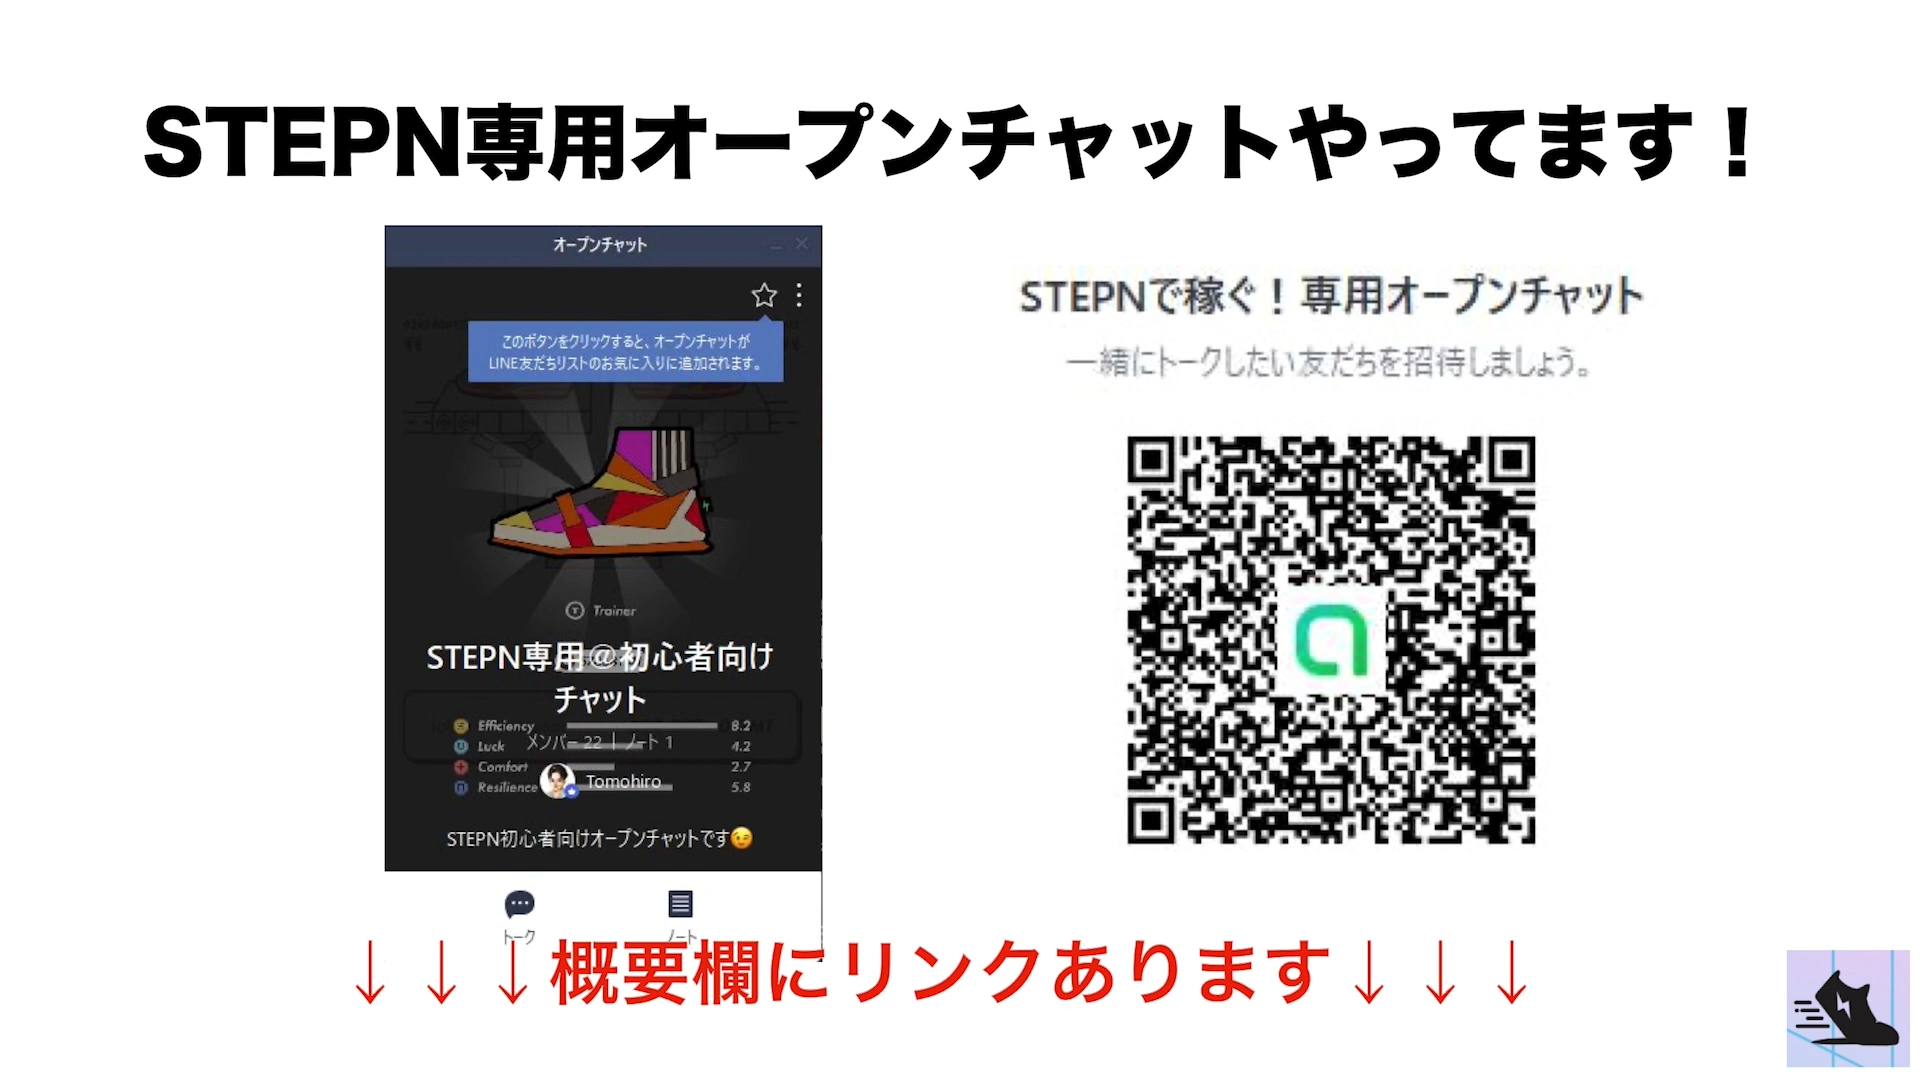 STEPN専用オープンチャットやってます！
オープンチャット
このボタンをクリックすると、オープンチャットが
LINE友だちリストのお気に入りに追加されます。
Trainer
STEPN専用@初心者向け
チャット
Efficiency 8.2
Luck 4.2
メンバー 22 | ノート 1
Comfort 2.7
Tomohiro
Resilience 5.8
STEPN初心者向けオープンチャットです😉
トーク
ノート
STEPNで稼ぐ！専用オープンチャット
一緒にトークしたい友だちを招待しましょう。
↓↓↓概要欄にリンクあります↓↓↓